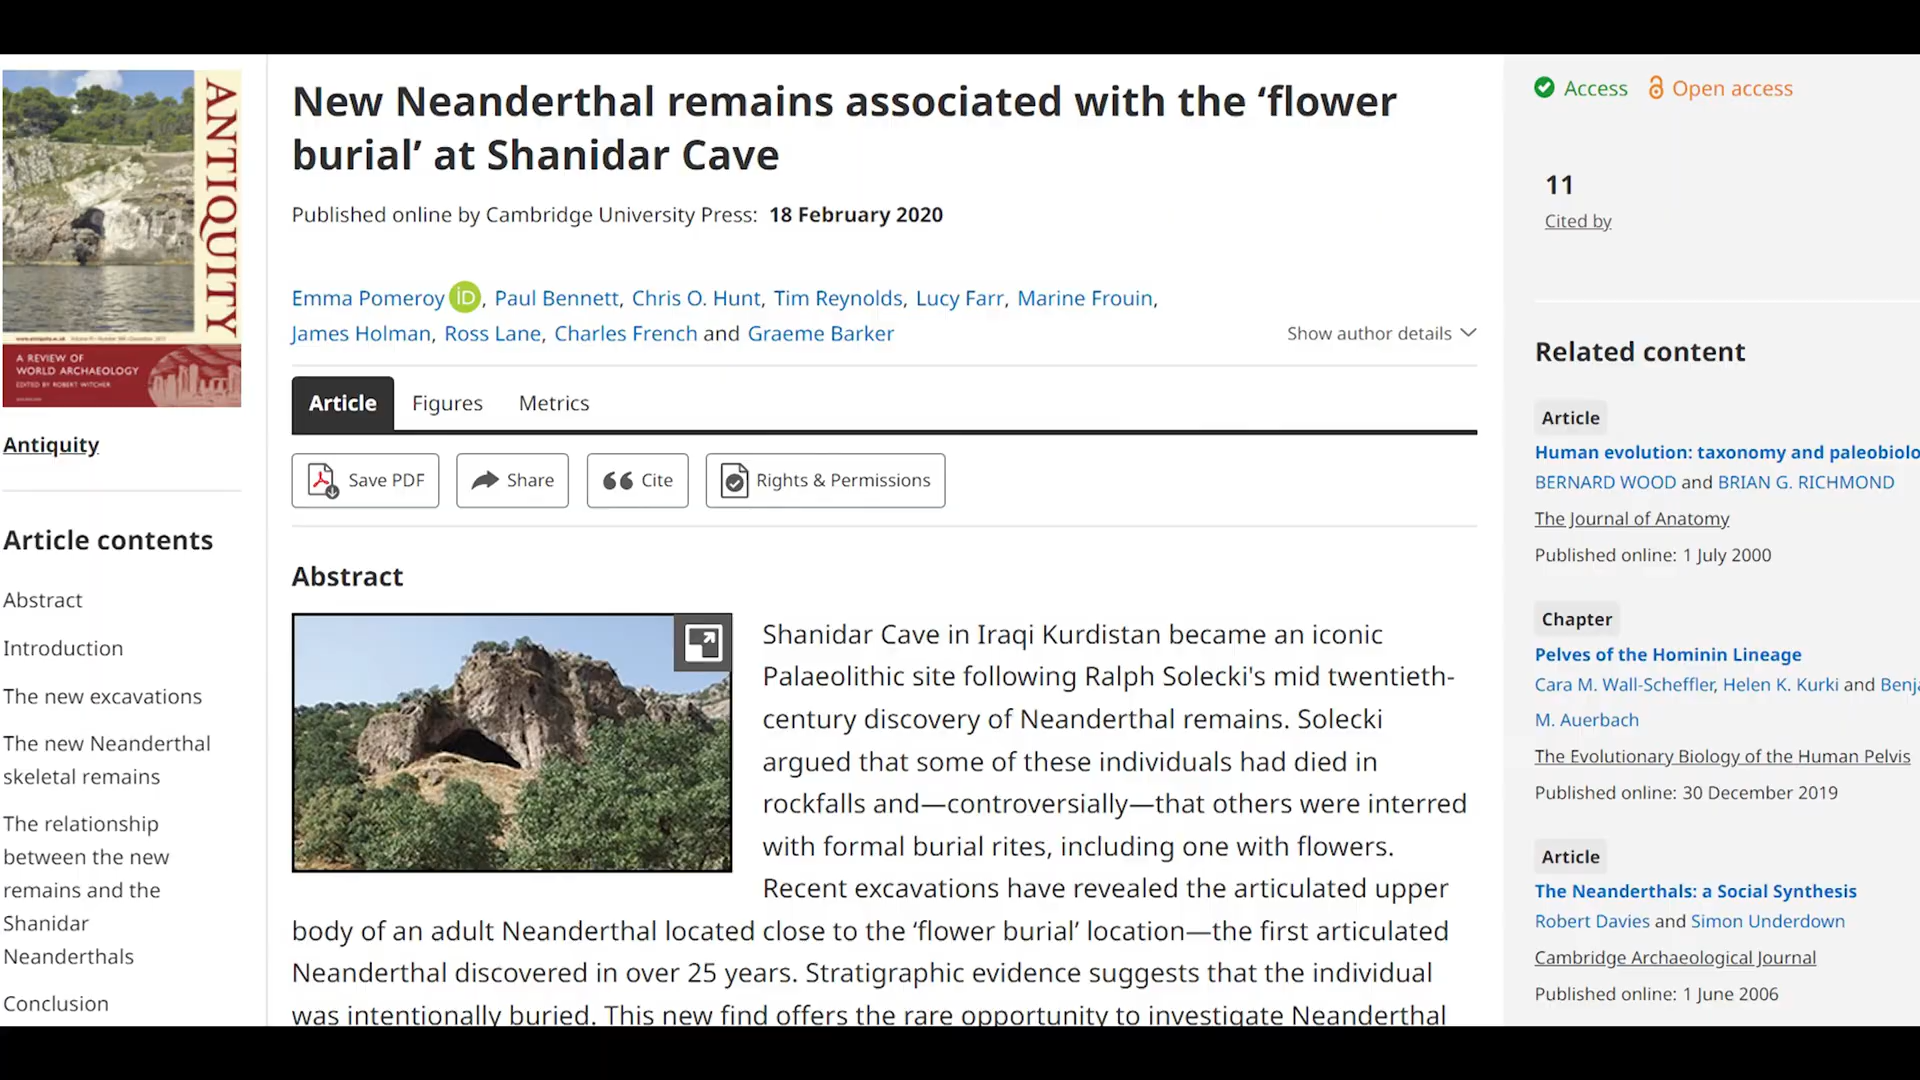 ANTIQUITY
A REVIEW OF
WORLD ARCHAEOLOGY
EDITED BY ROBERT WITCHER
Antiquity
Article contents
Abstract
Introduction
The new excavations
The new Neanderthal
skeletal remains
The relationship
between the new
remains and the
Shanidar
Neanderthals
Conclusion
New Neanderthal remains associated with the ‘flower
burial’ at Shanidar Cave
Published online by Cambridge University Press: 18 February 2020
Emma Pomeroy iD, Paul Bennett, Chris O. Hunt, Tim Reynolds, Lucy Farr, Marine Frouin,
James Holman, Ross Lane, Charles French and Graeme Barker
Show author details
Article Figures Metrics
Save PDF Share Cite Rights & Permissions
Abstract
Shanidar Cave in Iraqi Kurdistan became an iconic
Palaeolithic site following Ralph Solecki's mid twentieth-
century discovery of Neanderthal remains. Solecki
argued that some of these individuals had died in
rockfalls and—controversially—that others were interred
with formal burial rites, including one with flowers.
Recent excavations have revealed the articulated upper
body of an adult Neanderthal located close to the ‘flower burial’ location—the first articulated
Neanderthal discovered in over 25 years. Stratigraphic evidence suggests that the individual
was intentionally buried. This new find offers the rare opportunity to investigate Neanderthal
Access Open access
11
Cited by
Related content
Article
Human evolution: taxonomy and paleobiolo
BERNARD WOOD and BRIAN G. RICHMOND
The Journal of Anatomy
Published online: 1 July 2000
Chapter
Pelves of the Hominin Lineage
Cara M. Wall-Scheffler, Helen K. Kurki and Benj
M. Auerbach
The Evolutionary Biology of the Human Pelvis
Published online: 30 December 2019
Article
The Neanderthals: a Social Synthesis
Robert Davies and Simon Underdown
Cambridge Archaeological Journal
Published online: 1 June 2006